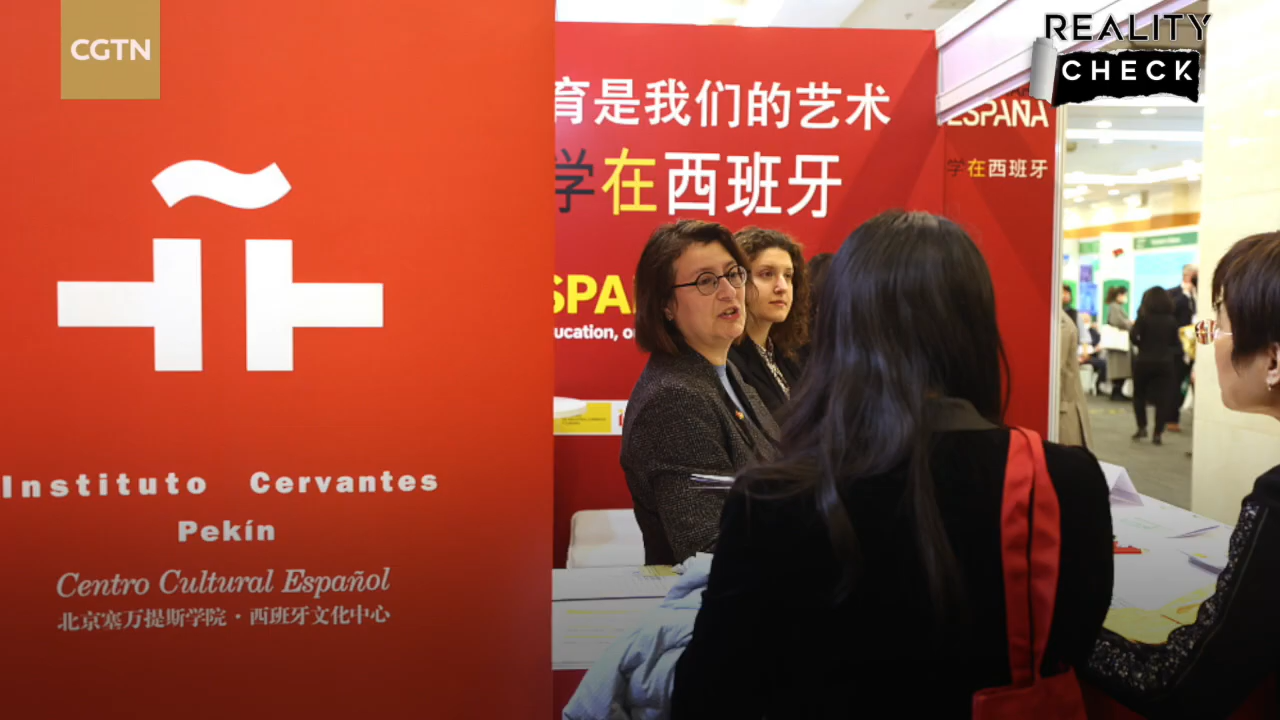 CGTN
REALITY
CHECK
育是我们的艺术
学在西班牙
ESPAÑA
学在西班牙
Instituto Cervantes
Pekín
Centro Cultural Español
北京塞万提斯学院・西班牙文化中心